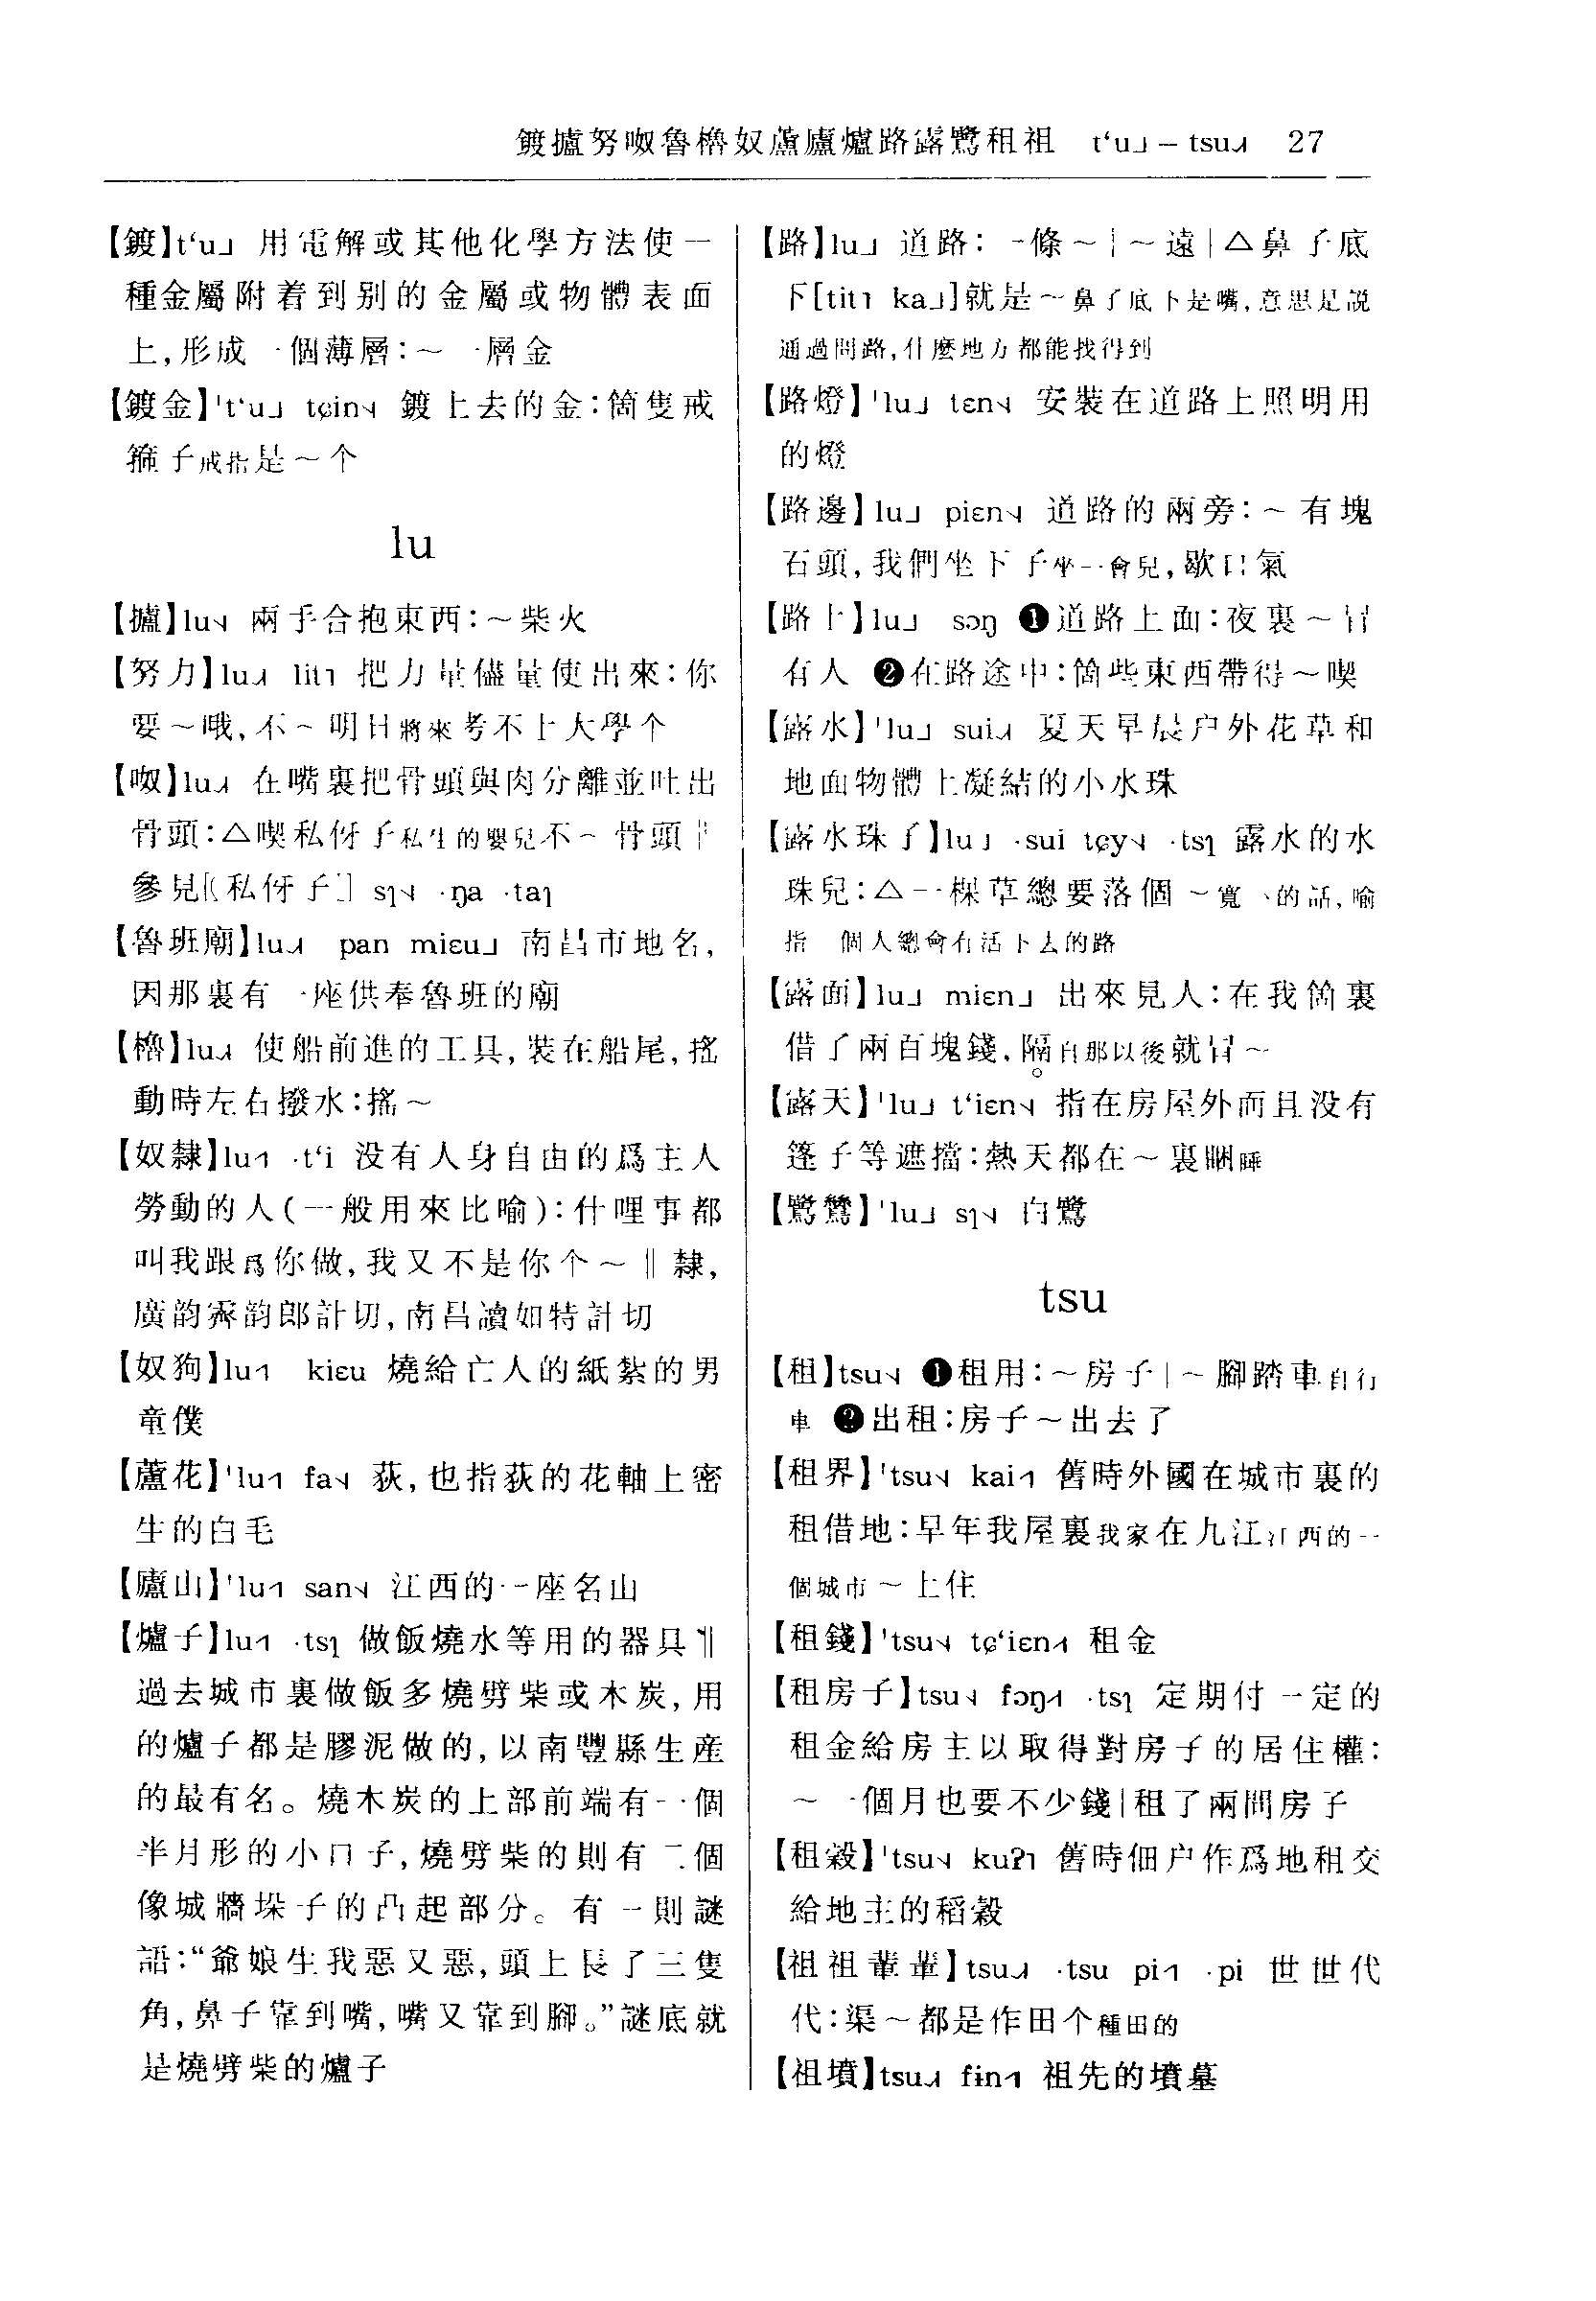 鍍攎努呶魯櫓奴蘆廬爐路露鷺租祖 t‘u˩ – tsu˨˩˧ 27
【鍍】t‘u˩ 用電解或其他化學方法使一
種金屬附着到别的金屬或物體表面
上,形成一個薄層:～一層金
【鍍金】ˈt‘u˩ tɕin˦˨ 鍍上去的金:箇隻戒
箍子戒指是～个
lu
【攎】lu˦˨ 兩手合抱東西:～柴火
【努力】lu˨˩˧ lit˥ 把力量儘量使出來:你
要～哦,不～明日將來考不上大學个
【呶】lu˨˩˧ 在嘴裏把骨頭與肉分離並吐出
骨頭:△喫私伢子私生的嬰兒不～骨頭‖
參見[〔私伢子〕] sɿ˦˨ ·ŋa ·tsɿ
【魯班廟】lu˨˩˧ pan miɛu˩ 南昌市地名,
因那裏有一座供奉魯班的廟
【櫓】lu˨˩˧ 使船前進的工具,裝在船尾,搖
動時左右撥水:搖～
【奴隸】lu˧˥ ·t‘i 没有人身自由的爲主人
勞動的人(一般用來比喻):什哩事都
叫我跟爲你做,我又不是你个～‖隸,
廣韵霽韵郎計切,南昌讀如特計切
【奴狗】lu˧˥ kiɛu 燒給亡人的紙紮的男
童僕
【蘆花】ˈlu˧˥ fa˦˨ 荻,也指荻的花軸上密
生的白毛
【廬山】ˈlu˧˥ san˦˨ 江西的一座名山
【爐子】lu˧˥ ·tsɿ 做飯燒水等用的器具‖
過去城市裏做飯多燒劈柴或木炭,用
的爐子都是膠泥做的,以南豐縣生産
的最有名。燒木炭的上部前端有一個
半月形的小口子,燒劈柴的則有三個
像城牆垛子的凸起部分。有一則謎
語:“爺娘生我惡又惡,頭上長了三隻
角,鼻子靠到嘴,嘴又靠到腳。”謎底就
是燒劈柴的爐子
【路】lu˩ 道路:一條～|～遠|△鼻子底
下[tit˥ ka˩]就是～鼻子底下是嘴,意思是説
通過問路,什麽地方都能找得到
【路燈】ˈlu˩ tɛn˦˨ 安裝在道路上照明用
的燈
【路邊】lu˩ piɛn˦˨ 道路的兩旁:～有塊
石頭,我們坐下子坐一會兒,歇口氣
【路上】lu˩ sɔŋ ❶道路上面:夜裏～冇
有人 ❷在路途中:箇些東西帶得～喫
【露水】ˈlu˩ sui˨˩˧ 夏天早晨户外花草和
地面物體上凝結的小水珠
【露水珠子】lu˩ ·sui tɕy˦˨ ·tsɿ 露水的水
珠兒:△一棵草總要落個～寬心的話,喻
指一個人總會有活下去的路
【露面】lu˩ miɛn˩ 出來見人:在我箇裏
借了兩百塊錢,隔自那以後就冒～
【露天】ˈlu˩ t‘iɛn˦˨ 指在房屋外而且没有
篷子等遮擋:熱天都在～裏睏睡
【鷺鷥】ˈlu˩ sɿ˦˨ 白鷺
tsu
【租】tsu˦˨ ❶租用:～房子|～腳踏車自行
車 ❷出租:房子～出去了
【租界】ˈtsu˦˨ kai˧˥ 舊時外國在城市裏的
租借地:早年我屋裏我家在九江江西的一
個城市～上住
【租錢】ˈtsu˦˨ tɕ‘iɛn˧˥ 租金
【租房子】tsu˦˨ fɔŋ˧˥ ·tsɿ 定期付一定的
租金給房主以取得對房子的居住權:
～一個月也要不少錢|租了兩間房子
【租穀】ˈtsu˦˨ kuʔ˥ 舊時佃户作爲地租交
給地主的稻穀
【祖祖輩輩】tsu˨˩˧ ·tsu pi˧˥ ·pi 世世代
代:渠～都是作田个種田的
【祖墳】tsu˨˩˧ fɨn˧˥ 祖先的墳墓